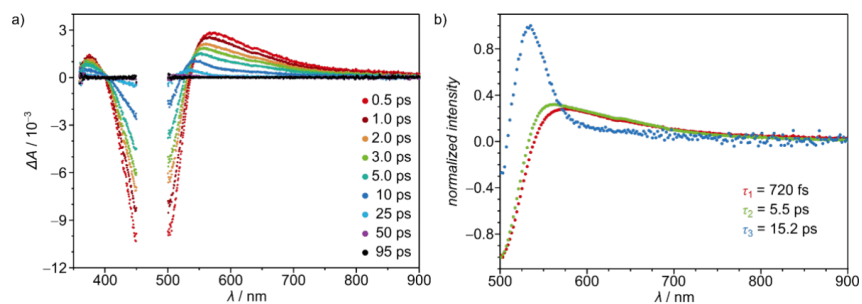 a)
ΔA / 10⁻³
3
0
−3
−6
−9
−12
400 500 600 700 800 900
λ / nm
0.5 ps
1.0 ps
2.0 ps
3.0 ps
5.0 ps
10 ps
25 ps
50 ps
95 ps
b)
normalized intensity
0.8
0.4
0.0
−0.4
−0.8
500 600 700 800 900
λ / nm
τ₁ = 720 fs
τ₂ = 5.5 ps
τ₃ = 15.2 ps